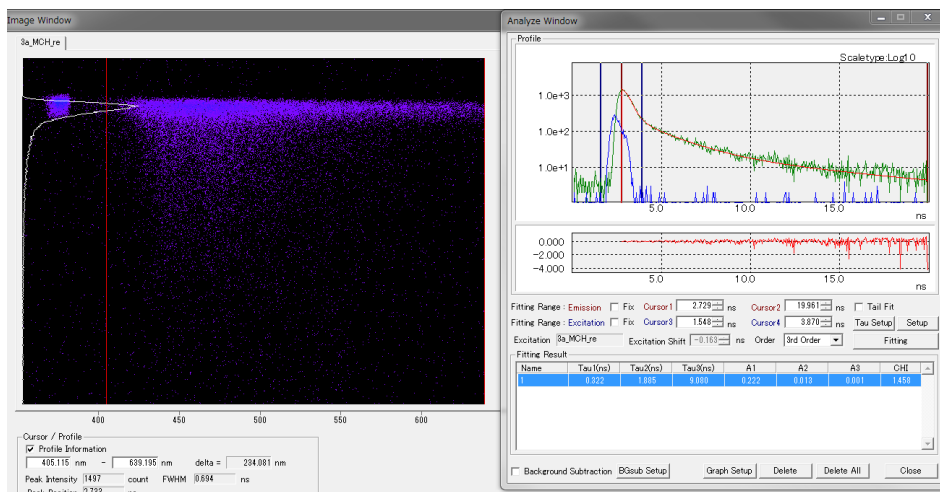 Image Window
3a_MCH_re
400 450 500 550 600
Cursor / Profile
Profile Information
405.115 nm - 639.195 nm delta = 234.081 nm
Peak Intensity 1497 count FWHM 0.694 ns
Peak Position 2.733 ns
Analyze Window
Profile
Scaletype:Log10
1.0e+3
1.0e+2
1.0e+1
5.0 10.0 15.0
ns
0.000
-2.000
-4.000
5.0 10.0 15.0
ns
Fitting Range : Emission Fix Cursor1 2.729 ns Cursor2 19.961 ns Tail Fit
Fitting Range : Excitation Fix Cursor3 1.548 ns Cursor4 3.870 ns Tau Setup Setup
Excitation 3a_MCH_re Excitation Shift -0.163 ns Order 3rd Order Fitting
Fitting Result
Name Tau1(ns) Tau2(ns) Tau3(ns) A1 A2 A3 CHI
1 0.322 1.885 9.080 0.222 0.013 0.001 1.458
Background Subtraction BGsub Setup Graph Setup Delete Delete All Close